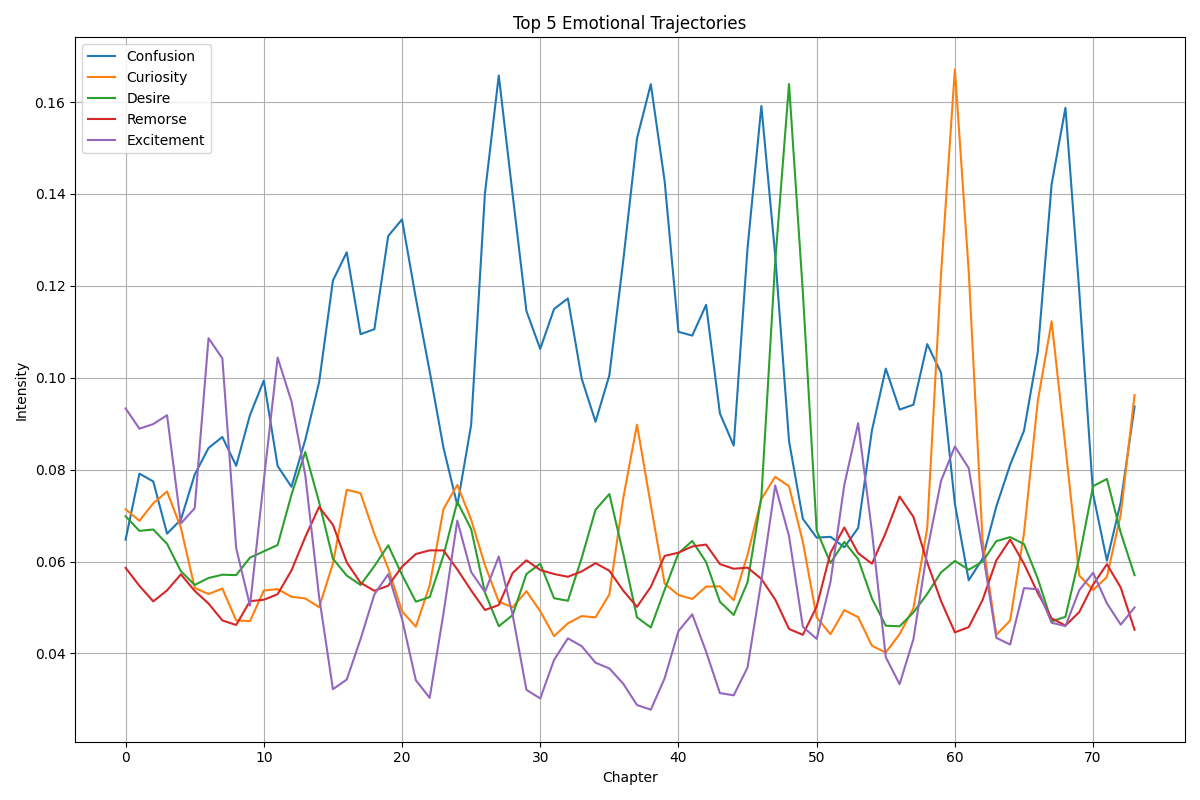 Top 5 Emotional Trajectories
Confusion
Curiosity
Desire
Remorse
Excitement
Intensity
0.16
0.14
0.12
0.10
0.08
0.06
0.04
0 10 20 30 40 50 60 70
Chapter